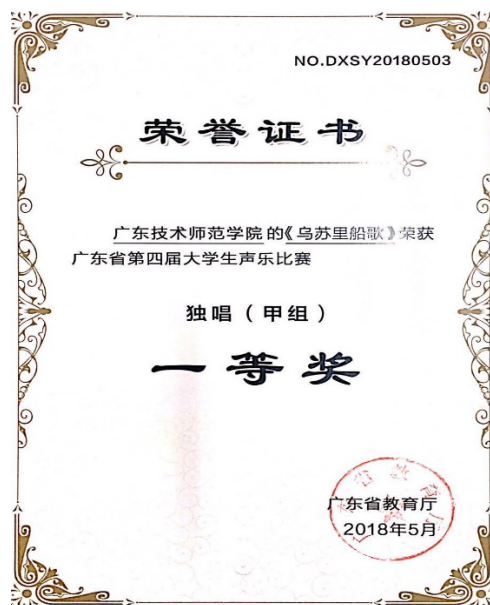 NO.DXSY20180503
荣誉证书
广东技术师范学院的《乌苏里船歌》荣获
广东省第四届大学生声乐比赛
独唱（甲组）
一等奖
广东省教育厅
2018年5月